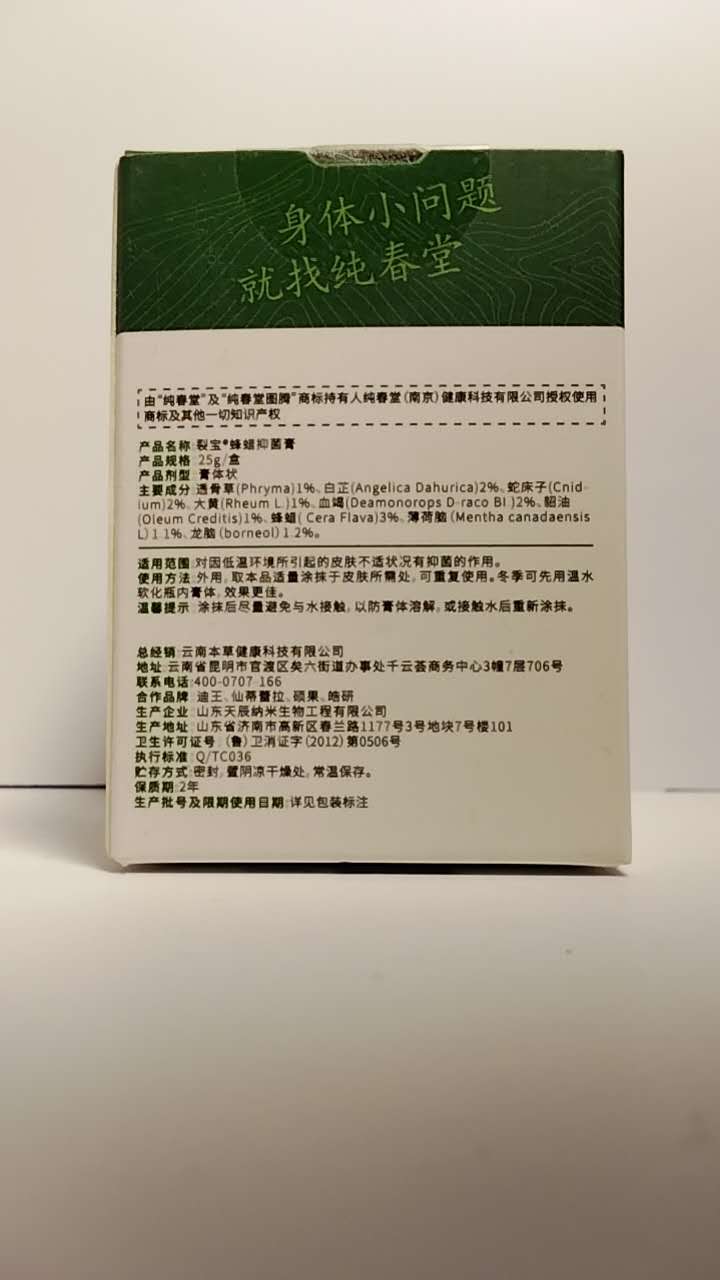 身体小问题
就找纯春堂
由“纯春堂”及“纯春堂图腾”商标持有人纯春堂(南京)健康科技有限公司授权使用
商标及其他一切知识产权
产品名称:裂宝®蜂蜡抑菌膏
产品规格:25g/盒
产品剂型:膏体状
主要成分:透骨草(Phryma)1%、白芷(Angelica Dahurica)2%、蛇床子(Cnid-
ium)2%、大黄(Rheum L.)1%、血竭(Deamonorops D-raco Bl )2%、貂油
(Oleum Creditis)1%、蜂蜡( Cera Flava)3%、薄荷脑(Mentha canadaensis
L) 1.1%、龙脑(borneol)1.2%。
适用范围:对因低温环境所引起的皮肤不适状况有抑菌的作用。
使用方法:外用,取本品适量涂抹于皮肤所需处,可重复使用。冬季可先用温水
软化瓶内膏体,效果更佳。
温馨提示:涂抹后尽量避免与水接触,以防膏体溶解,或接触水后重新涂抹。
总经销:云南本草健康科技有限公司
地址:云南省昆明市官渡区矣六街道办事处千云荟商务中心3幢7层706号
联系电话:400-0707-166
合作品牌:迪王、仙蒂蕾拉、硕果、皓研
生产企业:山东天辰纳米生物工程有限公司
生产地址:山东省济南市高新区春兰路1177号3号地块7号楼101
卫生许可证号:(鲁)卫消证字(2012)第0506号
执行标准:Q/TC036
贮存方式:密封,置阴凉干燥处,常温保存。
保质期:2年
生产批号及限期使用日期:详见包装标注